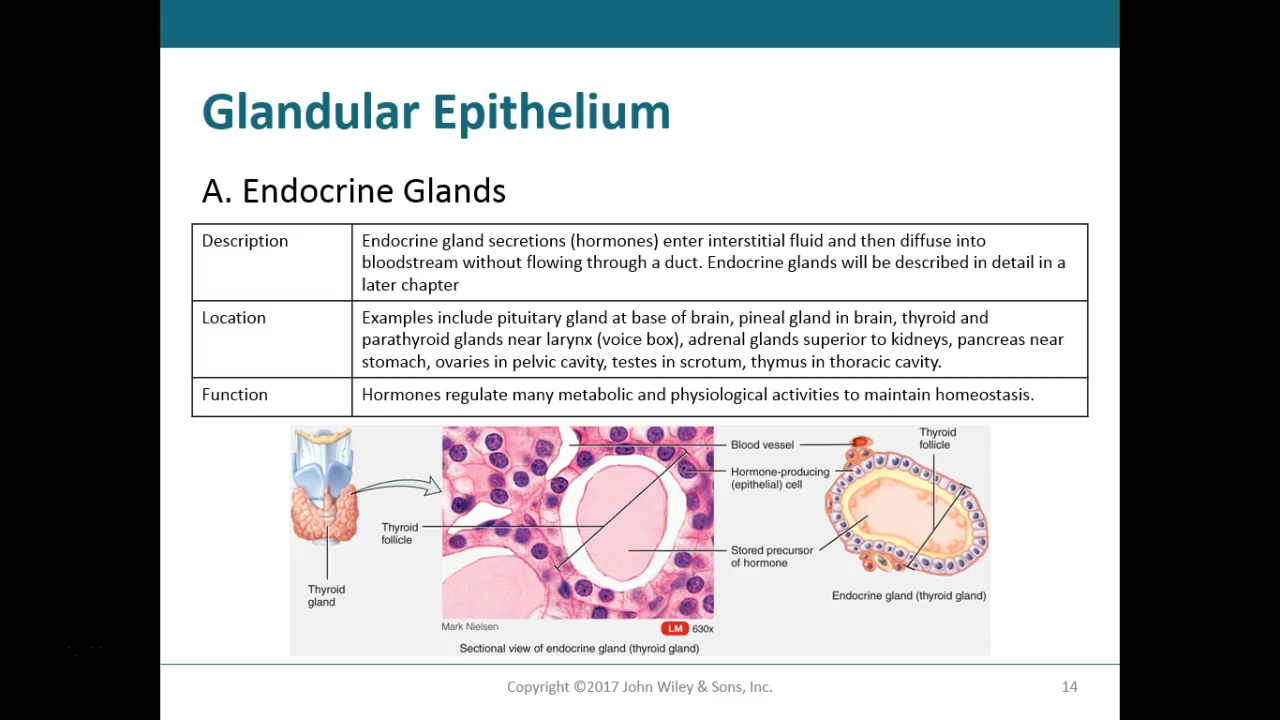 Glandular Epithelium
A. Endocrine Glands
Description
Endocrine gland secretions (hormones) enter interstitial fluid and then diffuse into
bloodstream without flowing through a duct. Endocrine glands will be described in detail in a
later chapter
Location
Examples include pituitary gland at base of brain, pineal gland in brain, thyroid and
parathyroid glands near larynx (voice box), adrenal glands superior to kidneys, pancreas near
stomach, ovaries in pelvic cavity, testes in scrotum, thymus in thoracic cavity.
Function
Hormones regulate many metabolic and physiological activities to maintain homeostasis.
Thyroid
gland
Thyroid
follicle
Blood vessel
Hormone-producing
(epithelial) cell
Stored precursor
of hormone
Thyroid
follicle
Endocrine gland (thyroid gland)
Mark Nielsen
LM 630x
Sectional view of endocrine gland (thyroid gland)
Copyright ©2017 John Wiley & Sons, Inc.
14